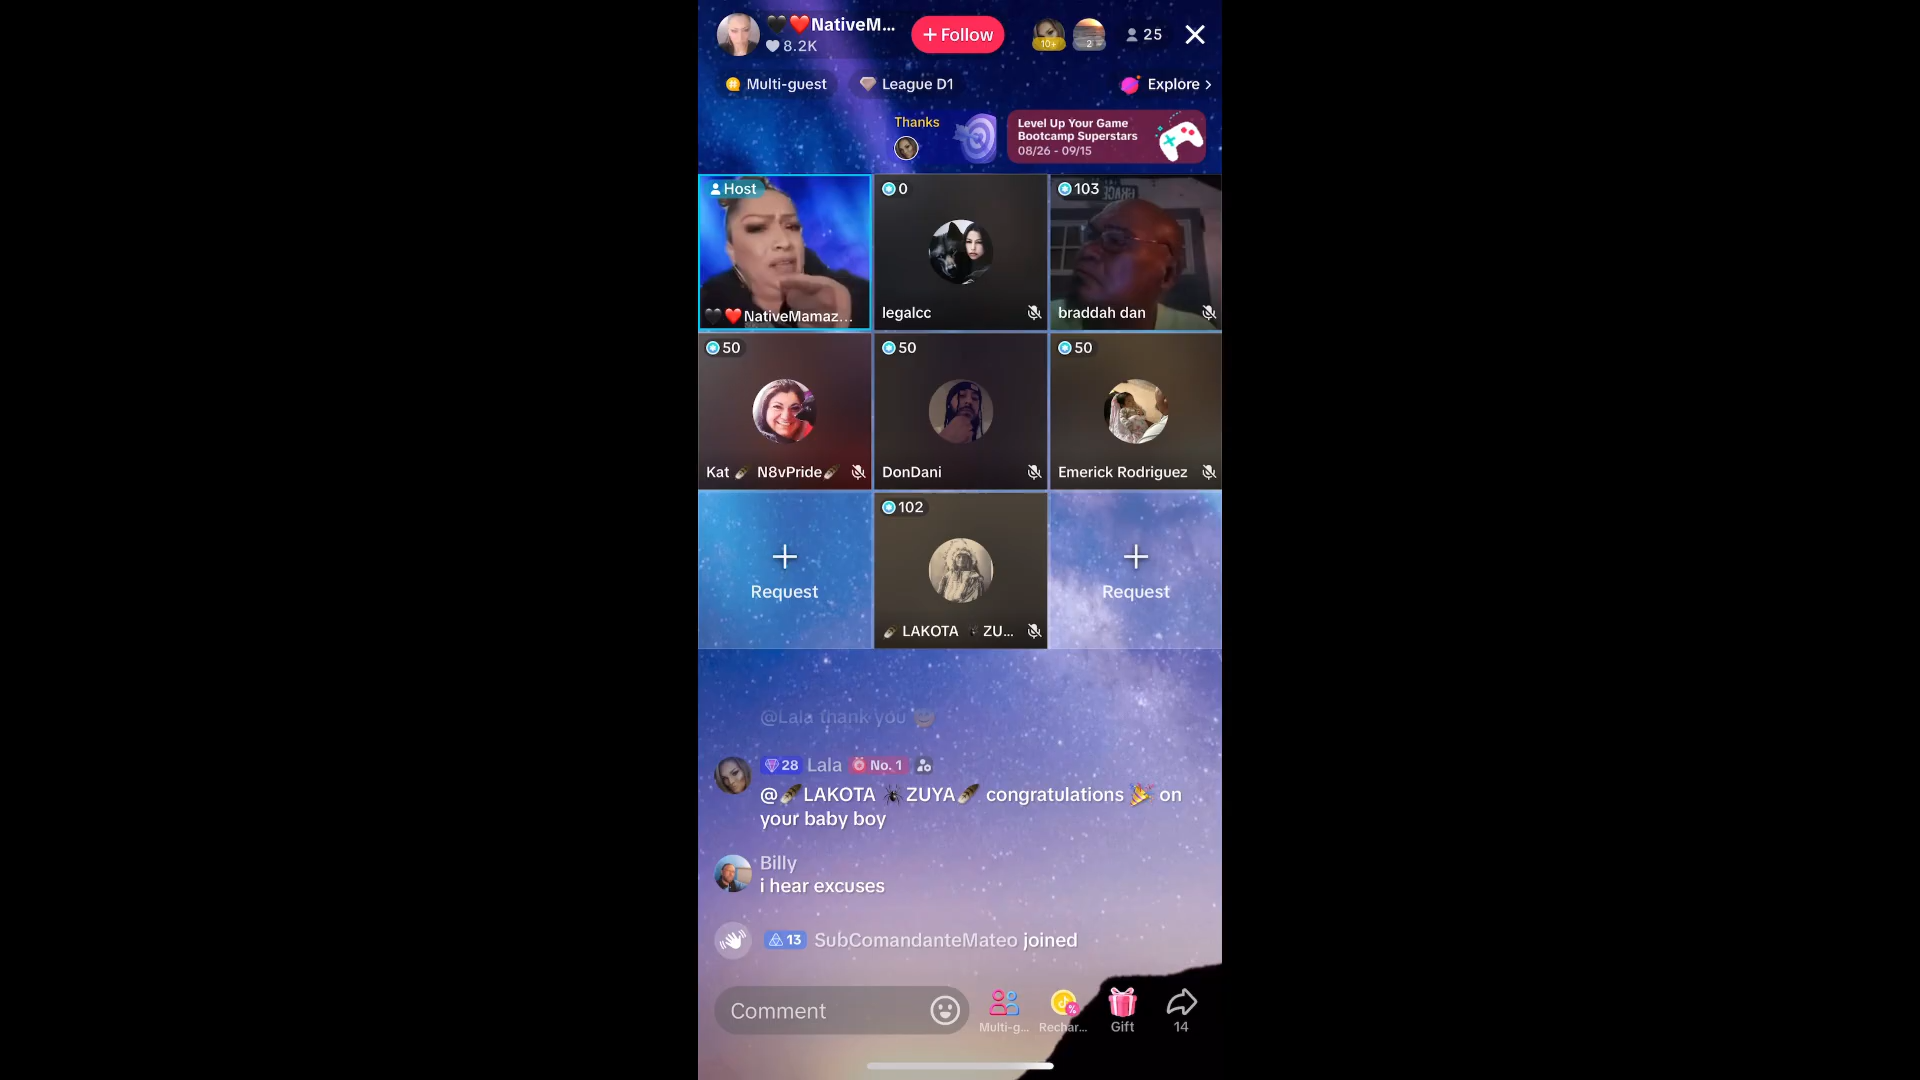 🖤❤️NativeM...
8.2K
+ Follow
10+
2
25
Multi-guest
League D1
Explore >
Thanks
Level Up Your Game
Bootcamp Superstars
08/26 - 09/15
Host
🖤❤️NativeMamaz...
0
legalcc
103
braddah dan
50
Kat 🪶 N8vPride🪶
50
DonDani
50
Emerick Rodriguez
+
Request
102
🪶 LAKOTA 🕷 ZU...
+
Request
@Lala thank you
28 Lala No. 1
@🪶LAKOTA 🕷ZUYA🪶 congratulations 🎉 on
your baby boy
Billy
i hear excuses
13 SubComandanteMateo joined
Comment
Multi-g...
Rechar...
Gift
14